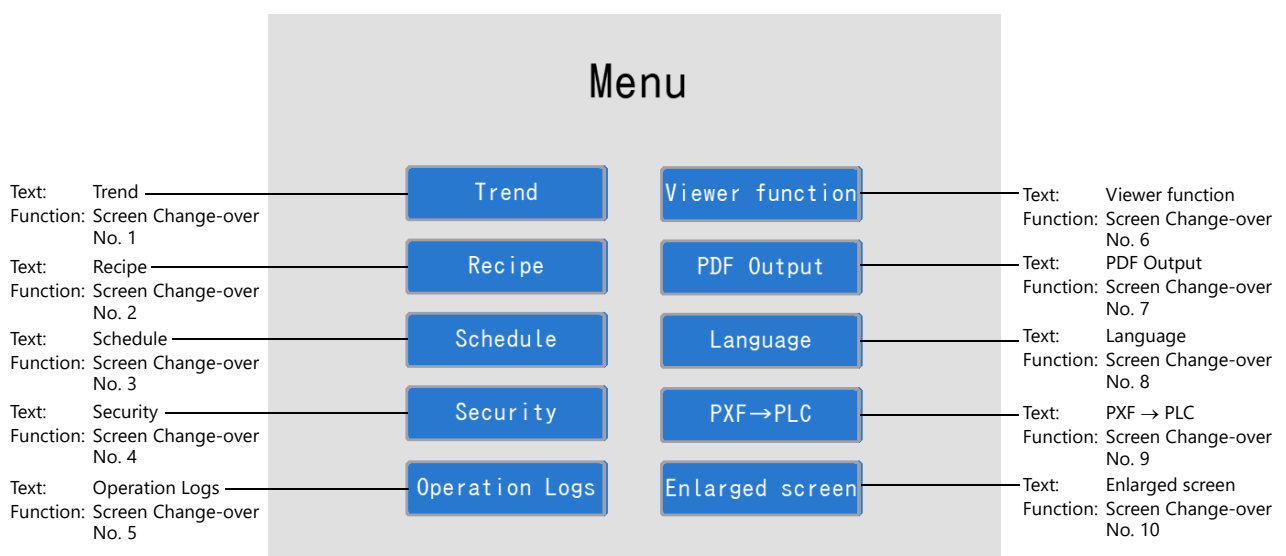 Menu
Text: Trend
Function: Screen Change-over
No. 1
Text: Recipe
Function: Screen Change-over
No. 2
Text: Schedule
Function: Screen Change-over
No. 3
Text: Security
Function: Screen Change-over
No. 4
Text: Operation Logs
Function: Screen Change-over
No. 5
Trend
Recipe
Schedule
Security
Operation Logs
Viewer function
PDF Output
Language
PXF→PLC
Enlarged screen
Text: Viewer function
Function: Screen Change-over
No. 6
Text: PDF Output
Function: Screen Change-over
No. 7
Text: Language
Function: Screen Change-over
No. 8
Text: PXF → PLC
Function: Screen Change-over
No. 9
Text: Enlarged screen
Function: Screen Change-over
No. 10